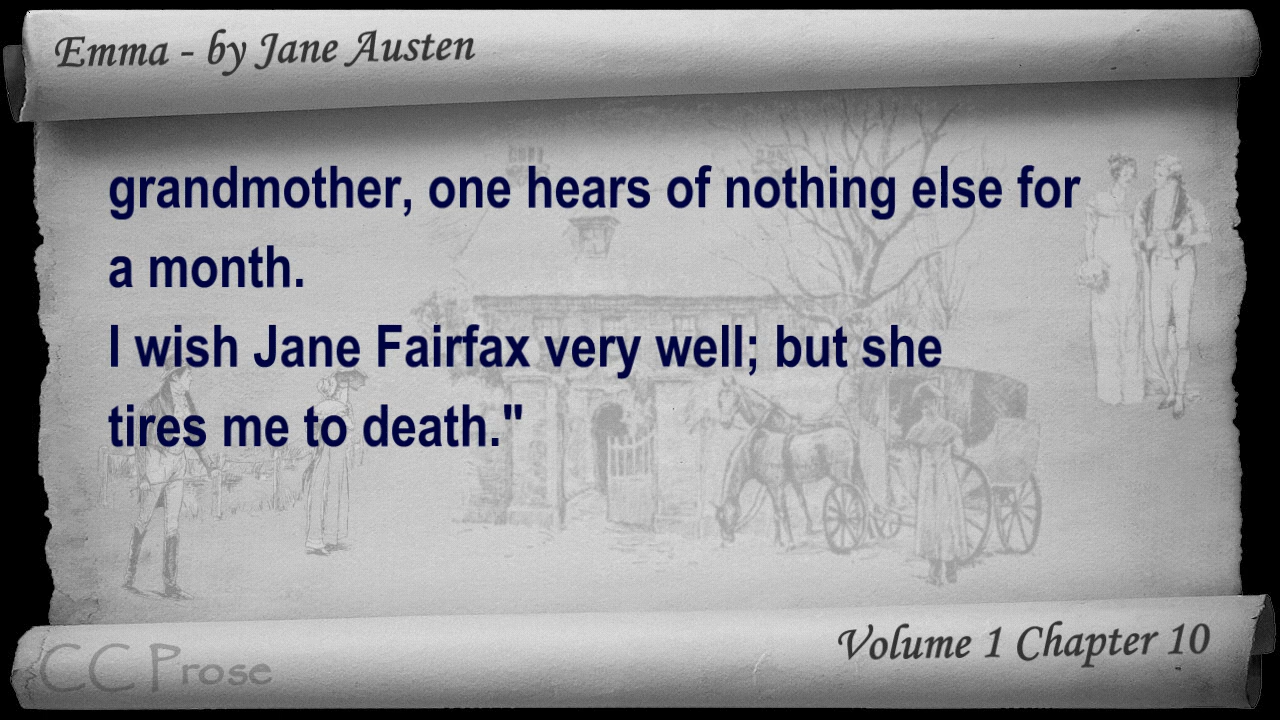 Emma - by Jane Austen
grandmother, one hears of nothing else for
a month.
I wish Jane Fairfax very well; but she
tires me to death."
Volume 1 Chapter 10
CC Prose